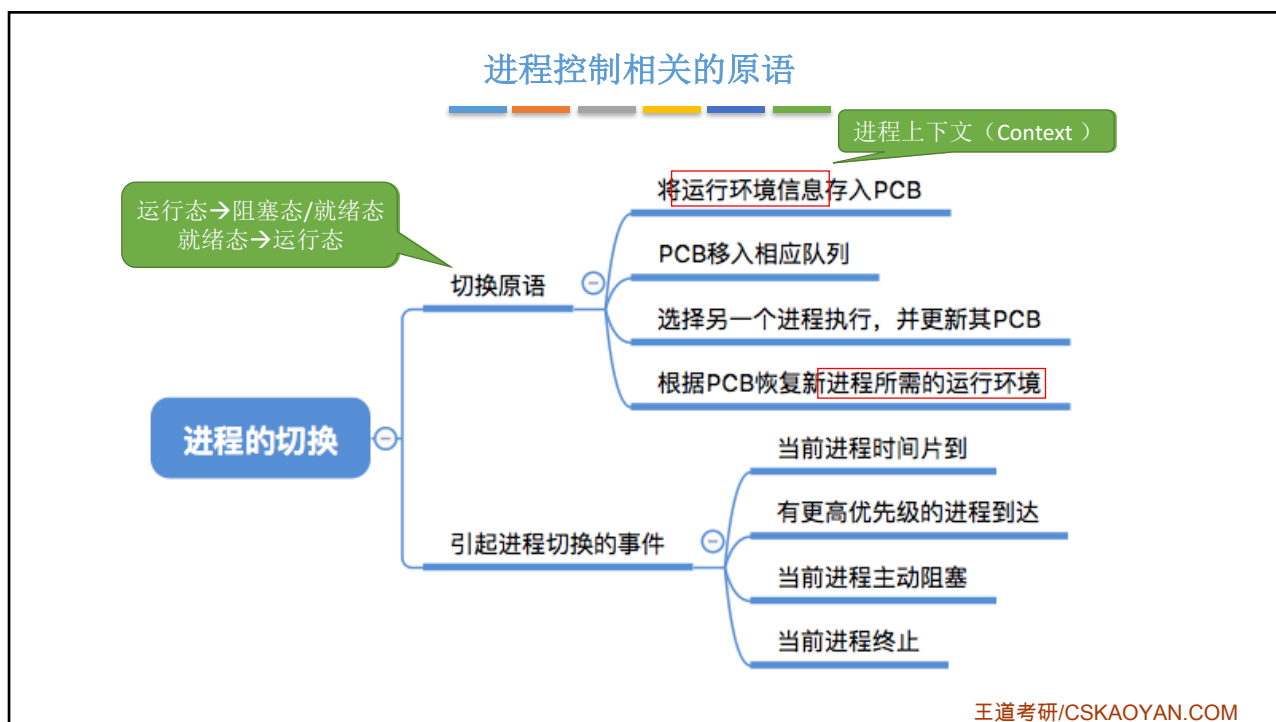 进程控制相关的原语
进程上下文（Context ）
将运行环境信息存入PCB
运行态→阻塞态/就绪态
就绪态→运行态
PCB移入相应队列
切换原语
选择另一个进程执行，并更新其PCB
根据PCB恢复新进程所需的运行环境
进程的切换
当前进程时间片到
有更高优先级的进程到达
引起进程切换的事件
当前进程主动阻塞
当前进程终止
王道考研/CSKAOYAN.COM